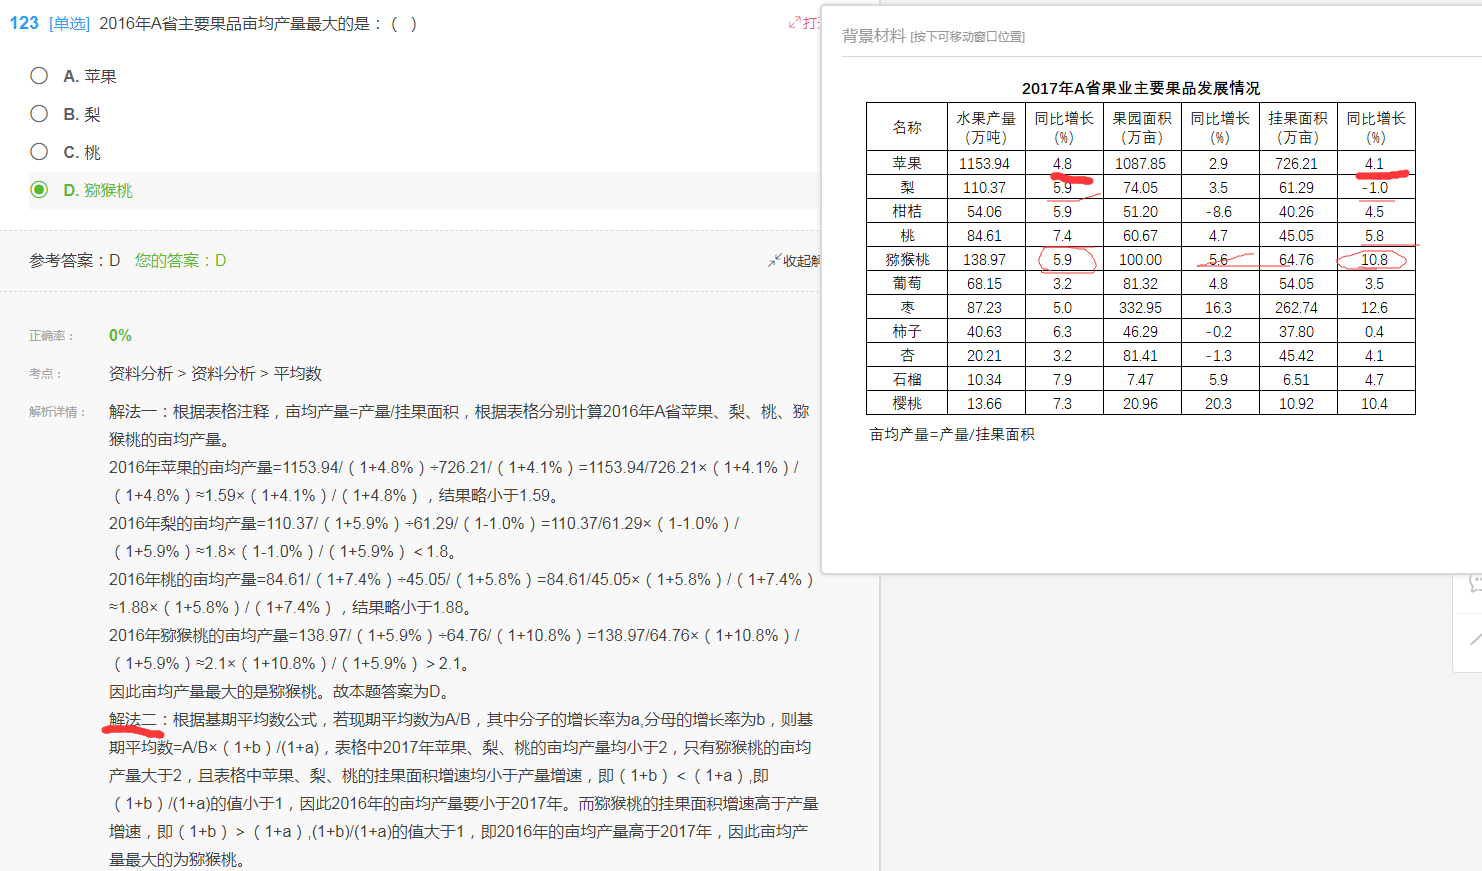 123 [单选] 2016年A省主要果品亩均产量最大的是：（ ）
A. 苹果
B. 梨
C. 桃
D. 猕猴桃
参考答案：D 您的答案：D
收起解
正确率： 0%
考点： 资料分析 > 资料分析 > 平均数
解析详情： 解法一：根据表格注释，亩均产量=产量/挂果面积，根据表格分别计算2016年A省苹果、梨、桃、猕
猴桃的亩均产量。
2016年苹果的亩均产量=1153.94/（1+4.8%）÷726.21/（1+4.1%）=1153.94/726.21×（1+4.1%）/
（1+4.8%）≈1.59×（1+4.1%）/（1+4.8%），结果略小于1.59。
2016年梨的亩均产量=110.37/（1+5.9%）÷61.29/（1-1.0%）=110.37/61.29×（1-1.0%）/
（1+5.9%）≈1.8×（1-1.0%）/（1+5.9%）＜1.8。
2016年桃的亩均产量=84.61/（1+7.4%）÷45.05/（1+5.8%）=84.61/45.05×（1+5.8%）/（1+7.4%）
≈1.88×（1+5.8%）/（1+7.4%），结果略小于1.88。
2016年猕猴桃的亩均产量=138.97/（1+5.9%）÷64.76/（1+10.8%）=138.97/64.76×（1+10.8%）/
（1+5.9%）≈2.1×（1+10.8%）/（1+5.9%）＞2.1。
因此亩均产量最大的是猕猴桃。故本题答案为D。
解法二：根据基期平均数公式，若现期平均数为A/B，其中分子的增长率为a,分母的增长率为b，则基
期平均数=A/B×（1+b）/(1+a)，表格中2017年苹果、梨、桃的亩均产量均小于2，只有猕猴桃的亩均
产量大于2，且表格中苹果、梨、桃的挂果面积增速均小于产量增速，即（1+b）＜（1+a）,即
（1+b）/(1+a)的值小于1，因此2016年的亩均产量要小于2017年。而猕猴桃的挂果面积增速高于产量
增速，即（1+b）＞（1+a）,(1+b)/(1+a)的值大于1，即2016年的亩均产量高于2017年，因此亩均产
量最大的为猕猴桃。
背景材料 [按下可移动窗口位置]
2017年A省果业主要果品发展情况
名称 水果产量（万吨） 同比增长（%） 果园面积（万亩） 同比增长（%） 挂果面积（万亩） 同比增长（%）
苹果 1153.94 4.8 1087.85 2.9 726.21 4.1
梨 110.37 5.9 74.05 3.5 61.29 -1.0
柑桔 54.06 5.9 51.20 -8.6 40.26 4.5
桃 84.61 7.4 60.67 4.7 45.05 5.8
猕猴桃 138.97 5.9 100.00 5.6 64.76 10.8
葡萄 68.15 3.2 81.32 4.8 54.05 3.5
枣 87.23 5.0 332.95 16.3 262.74 12.6
柿子 40.63 6.3 46.29 -0.2 37.80 0.4
杏 20.21 3.2 81.41 -1.3 45.42 4.1
石榴 10.34 7.9 7.47 5.9 6.51 4.7
樱桃 13.66 7.3 20.96 20.3 10.92 10.4
亩均产量=产量/挂果面积